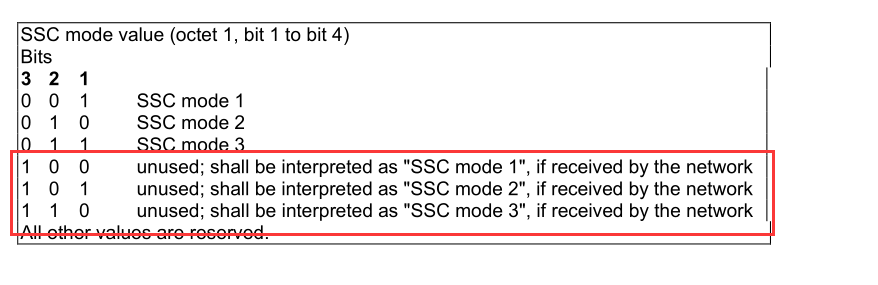 SSC mode value (octet 1, bit 1 to bit 4)
Bits
3 2 1
0 0 1 SSC mode 1
0 1 0 SSC mode 2
0 1 1 SSC mode 3
1 0 0 unused; shall be interpreted as "SSC mode 1", if received by the network
1 0 1 unused; shall be interpreted as "SSC mode 2", if received by the network
1 1 0 unused; shall be interpreted as "SSC mode 3", if received by the network
All other values are reserved.